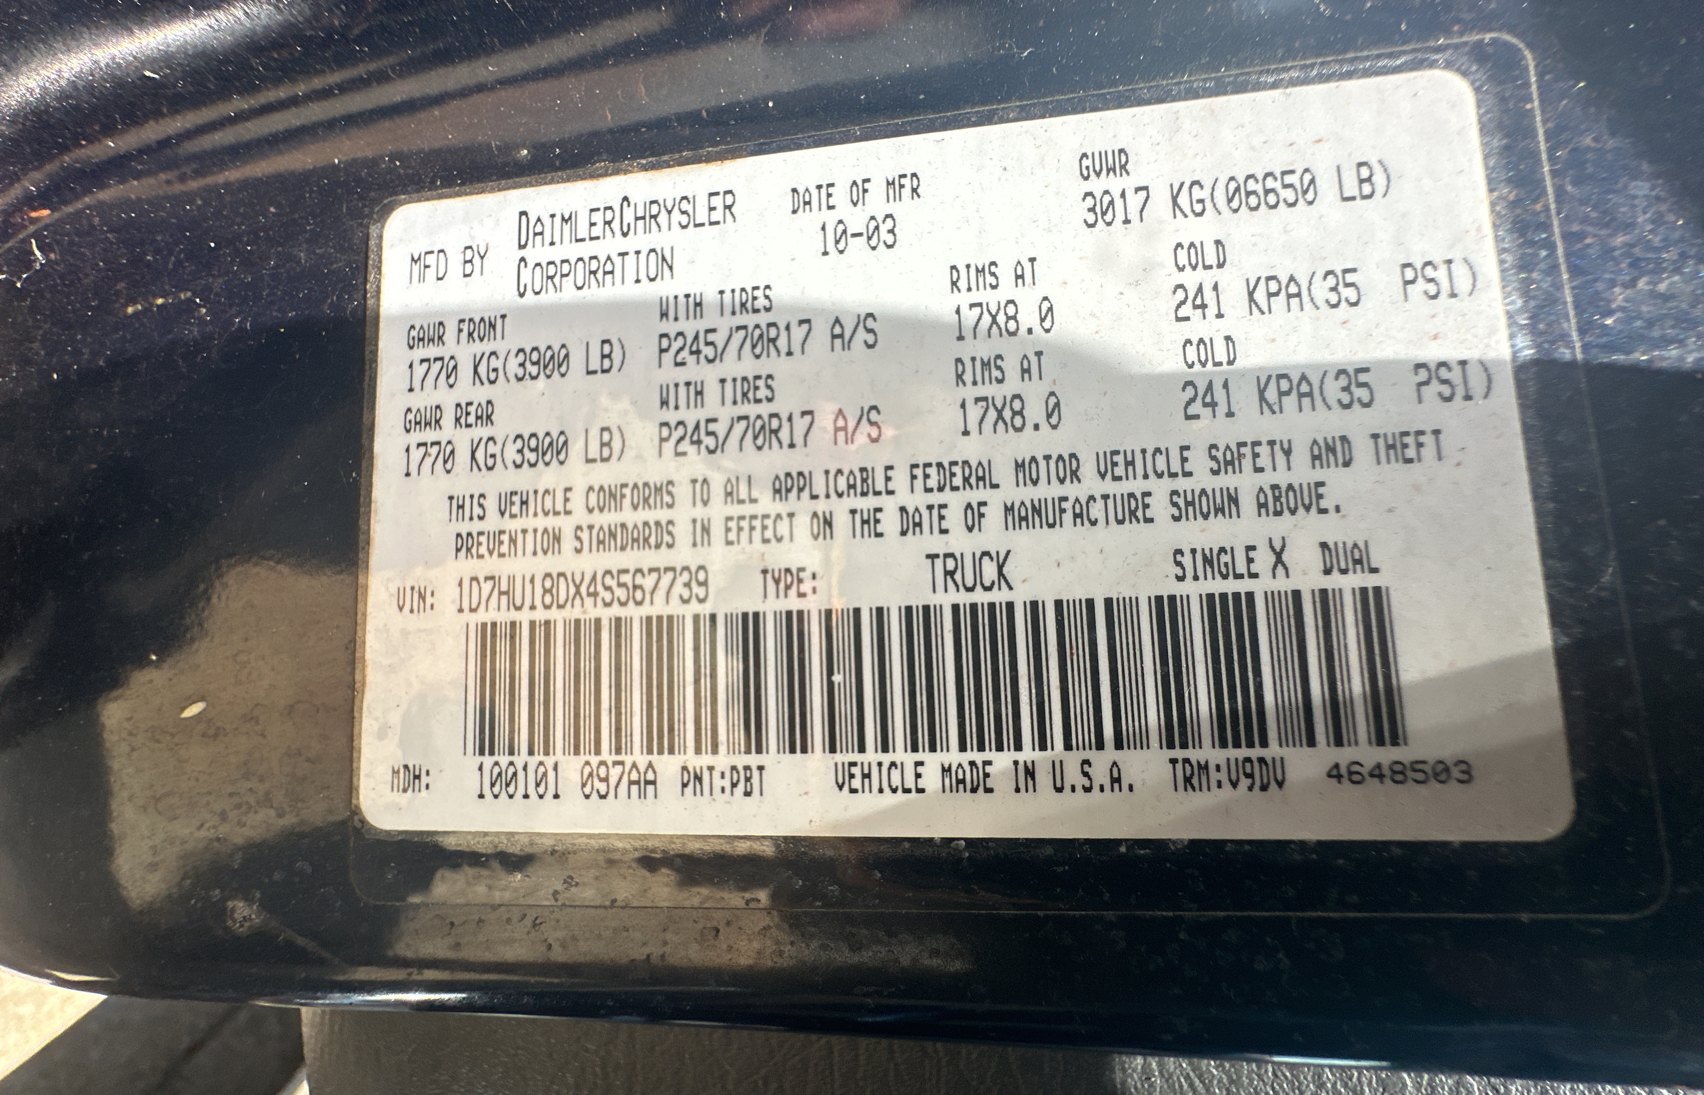 MFD BY DAIMLERCHRYSLER CORPORATION
DATE OF MFR 10-03
GVWR 3017 KG(06650 LB)
GAWR FRONT WITH TIRES RIMS AT COLD
1770 KG(3900 LB) P245/70R17 A/S 17X8.0 241 KPA(35 PSI)
GAWR REAR WITH TIRES RIMS AT COLD
1770 KG(3900 LB) P245/70R17 A/S 17X8.0 241 KPA(35 PSI)
THIS VEHICLE CONFORMS TO ALL APPLICABLE FEDERAL MOTOR VEHICLE SAFETY AND THEFT
PREVENTION STANDARDS IN EFFECT ON THE DATE OF MANUFACTURE SHOWN ABOVE.
VIN: 1D7HU18DX4S567739 TYPE: TRUCK SINGLE X DUAL
MDH: 100101 097AA PNT:PBT VEHICLE MADE IN U.S.A. TRM:V9DV 4648503